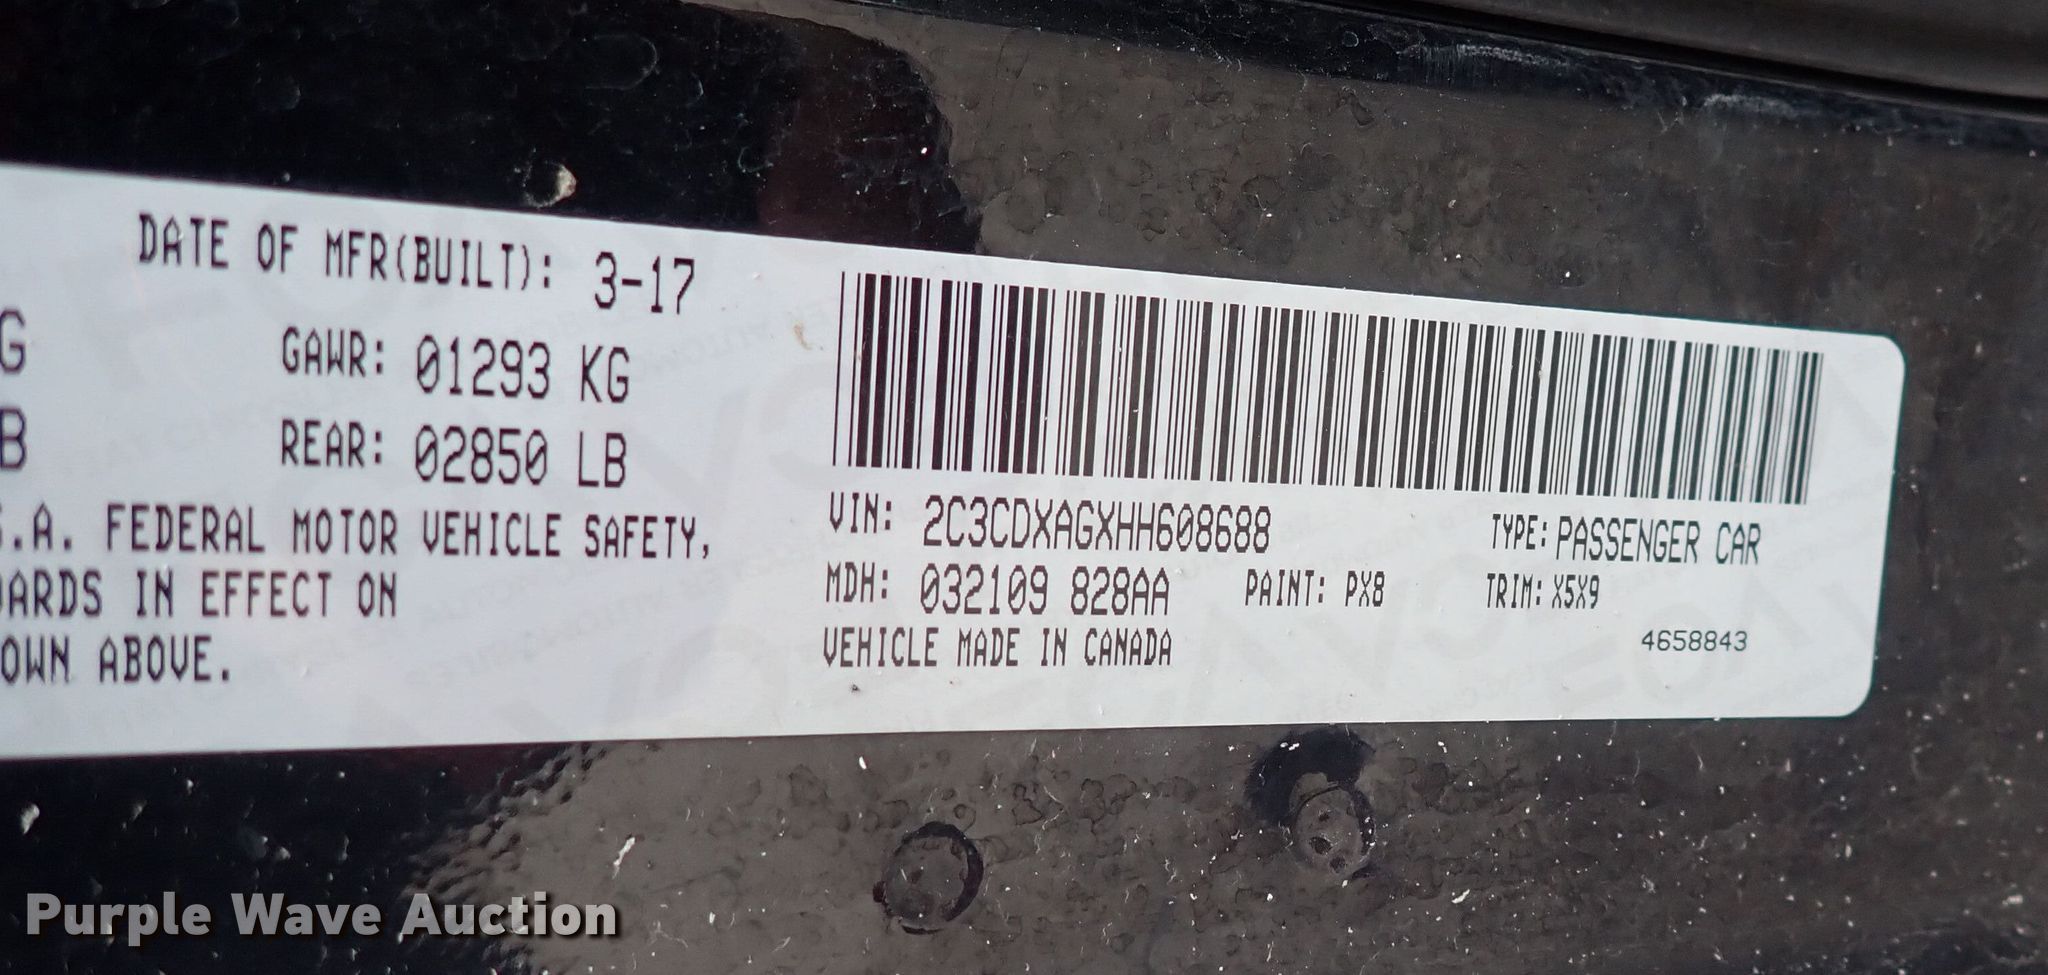 DATE OF MFR(BUILT): 3-17
G GAWR: 01293 KG
B REAR: 02850 LB
.A. FEDERAL MOTOR VEHICLE SAFETY,
ARDS IN EFFECT ON
OWN ABOVE.
VIN: 2C3CDXAGXHH608688 TYPE: PASSENGER CAR
MDH: 032109 828AA PAINT: PX8 TRIM: X5X9
VEHICLE MADE IN CANADA
4658843
Purple Wave Auction